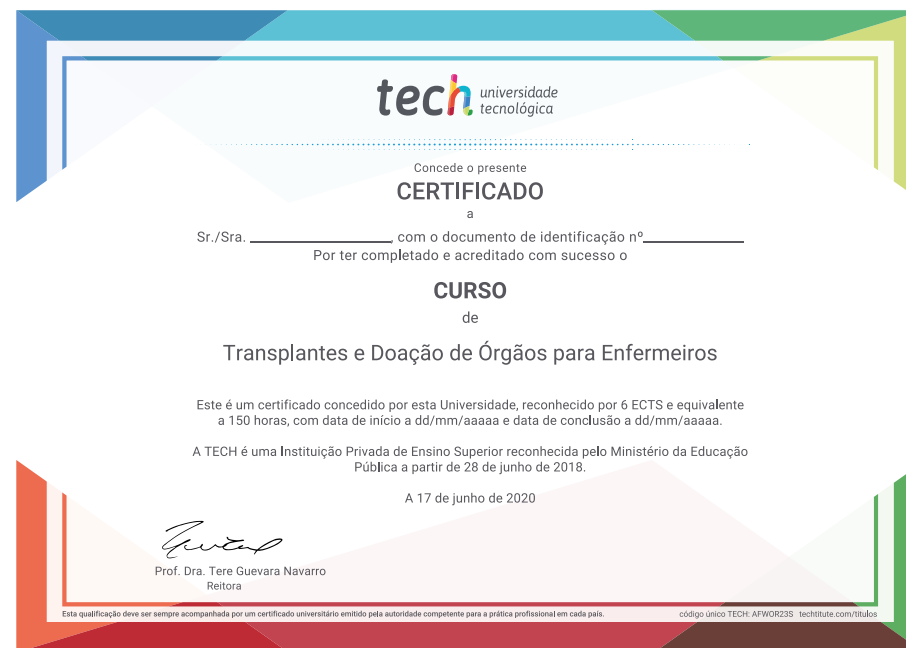 tech universidade
tecnológica
Concede o presente
CERTIFICADO
a
Sr./Sra. ____________, com o documento de identificação nº____________
Por ter completado e acreditado com sucesso o
CURSO
de
Transplantes e Doação de Órgãos para Enfermeiros
Este é um certificado concedido por esta Universidade, reconhecido por 6 ECTS e equivalente
a 150 horas, com data de início a dd/mm/aaaaa e data de conclusão a dd/mm/aaaaa.
A TECH é uma Instituição Privada de Ensino Superior reconhecida pelo Ministério da Educação
Pública a partir de 28 de junho de 2018.
A 17 de junho de 2020
Prof. Dra. Tere Guevara Navarro
Reitora
Esta qualificação deve ser sempre acompanhada por um certificado universitário emitido pela autoridade competente para a prática profissional em cada país. código único TECH: AFWOR23S techtitute.com/titulos